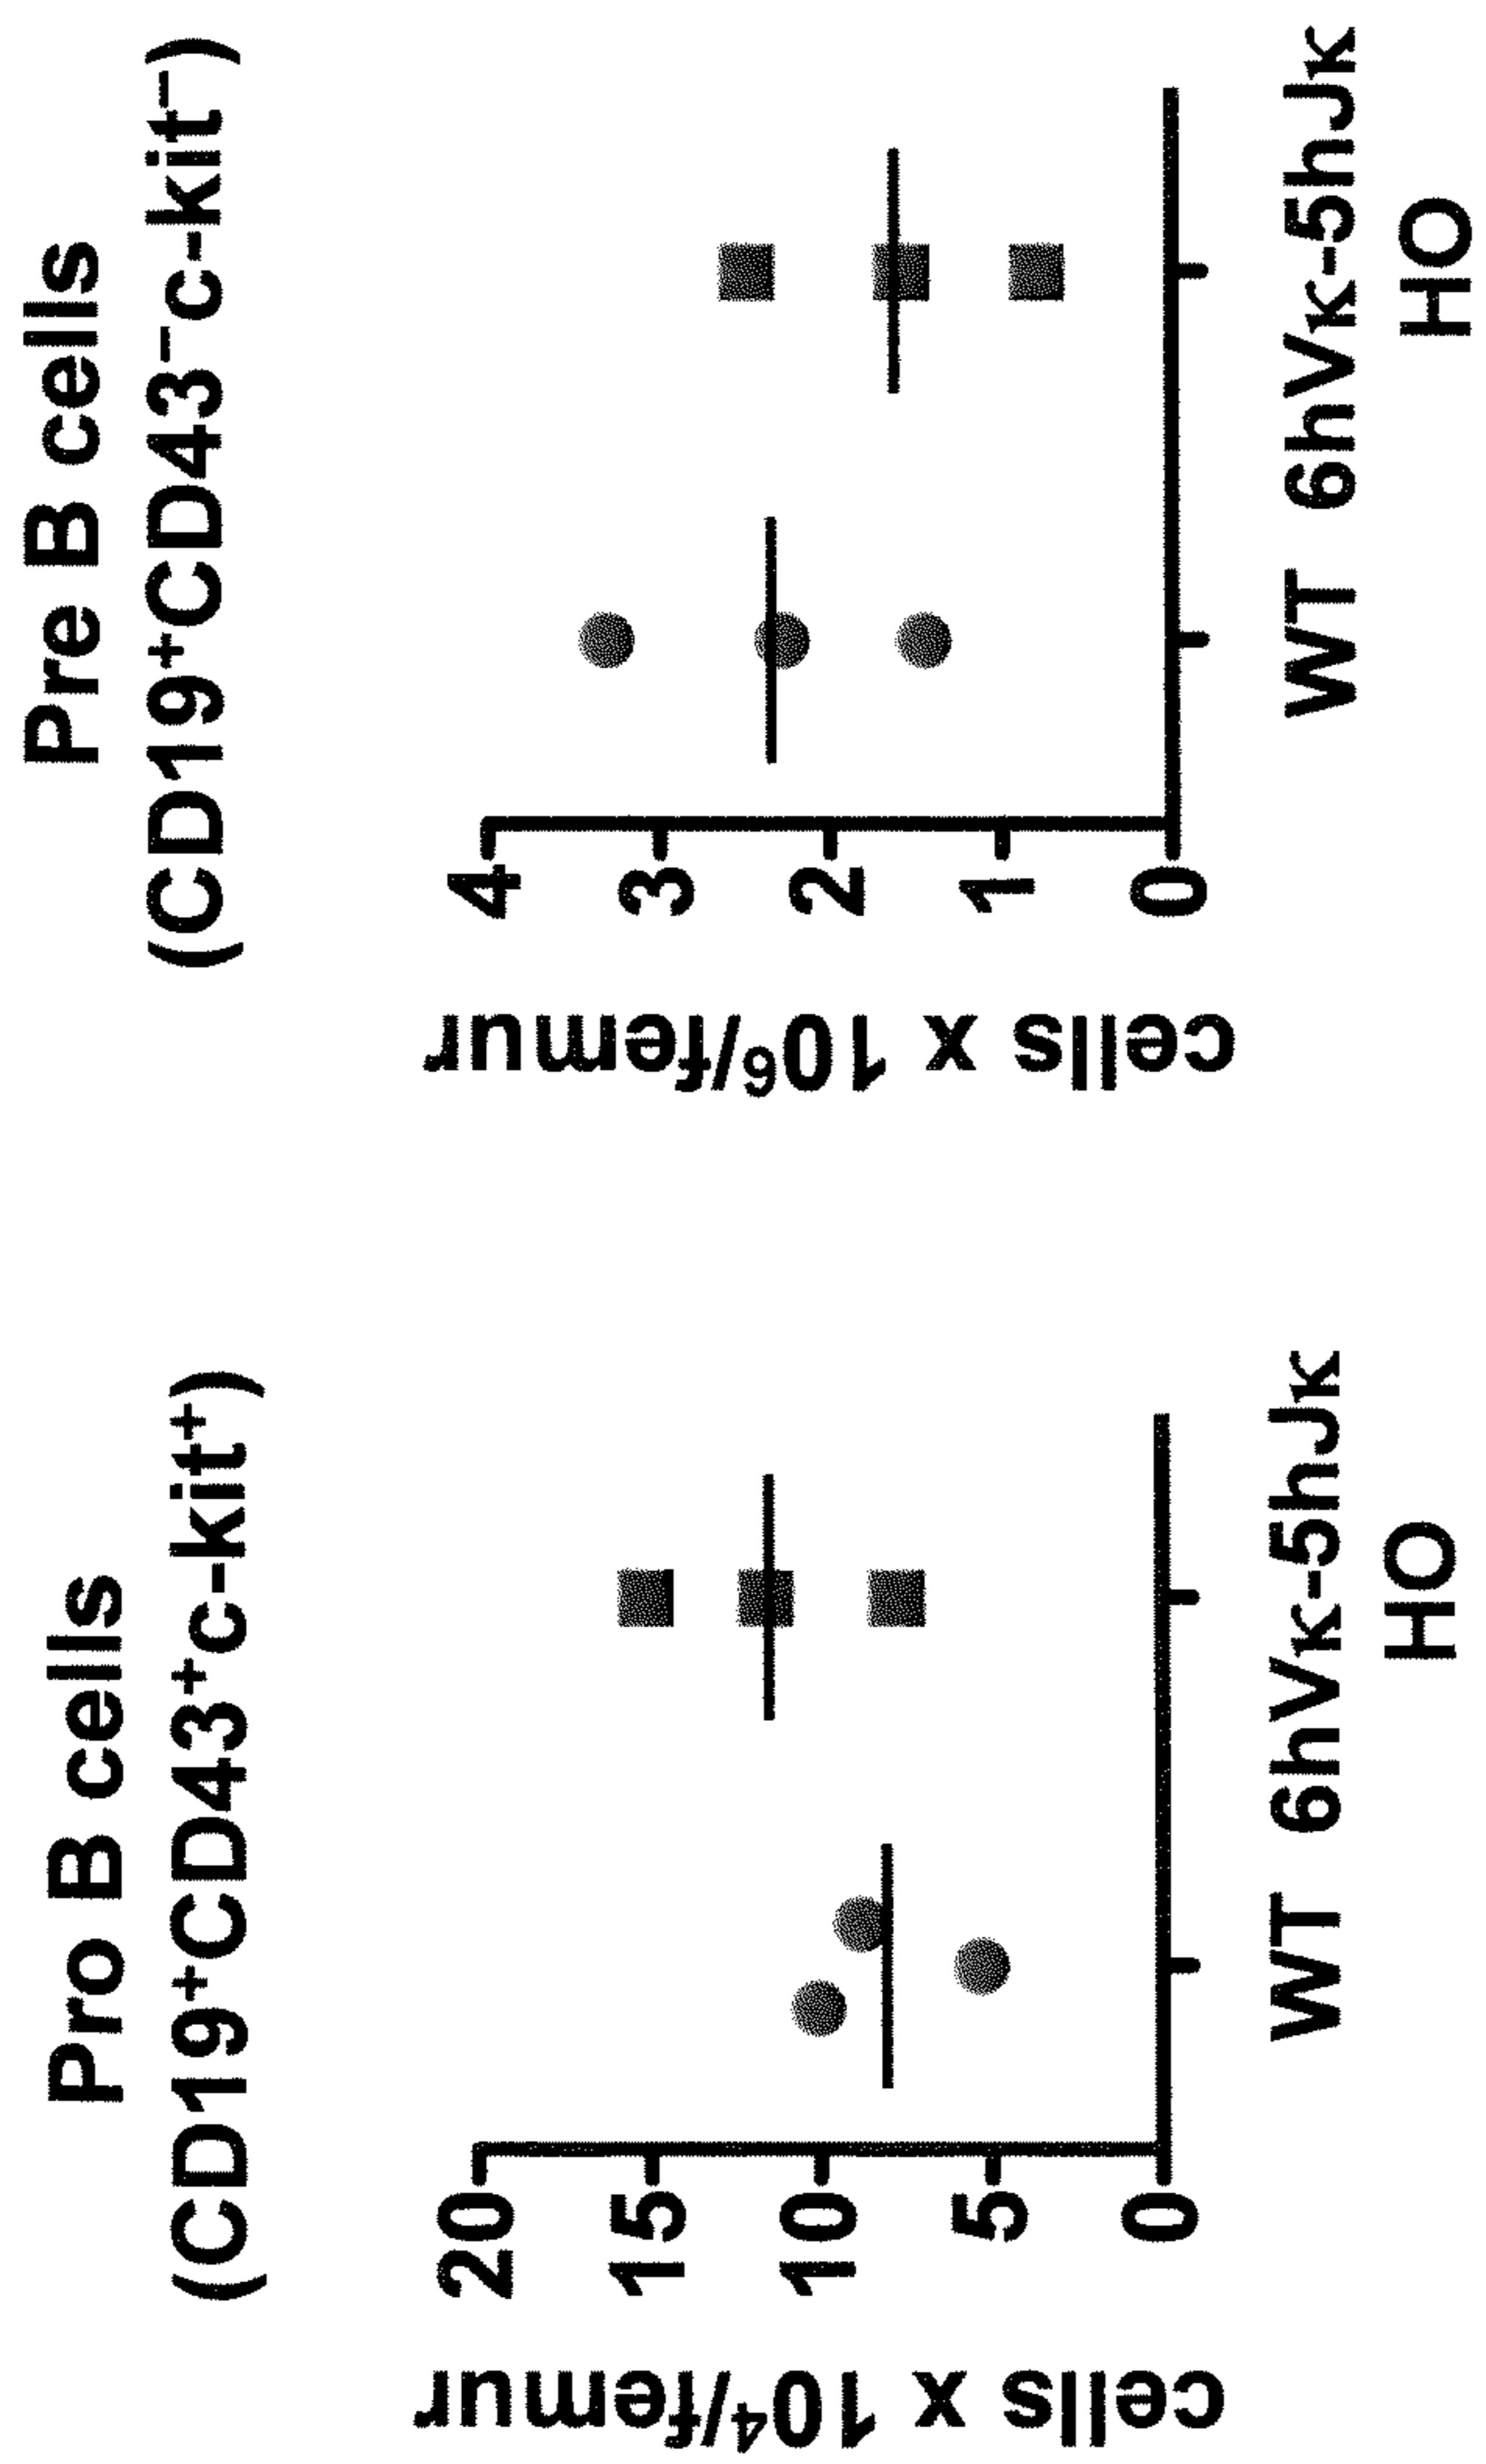 Pro B cells
(CD19⁺CD43⁺c-kit⁺)
cells x 10⁴/femur
20
15
10
5
0
WT 6hVκ-5hJκ
HO
Pre B cells
(CD19⁺CD43⁻c-kit⁻)
cells x 10⁶/femur
4
3
2
1
0
WT 6hVκ-5hJκ
HO